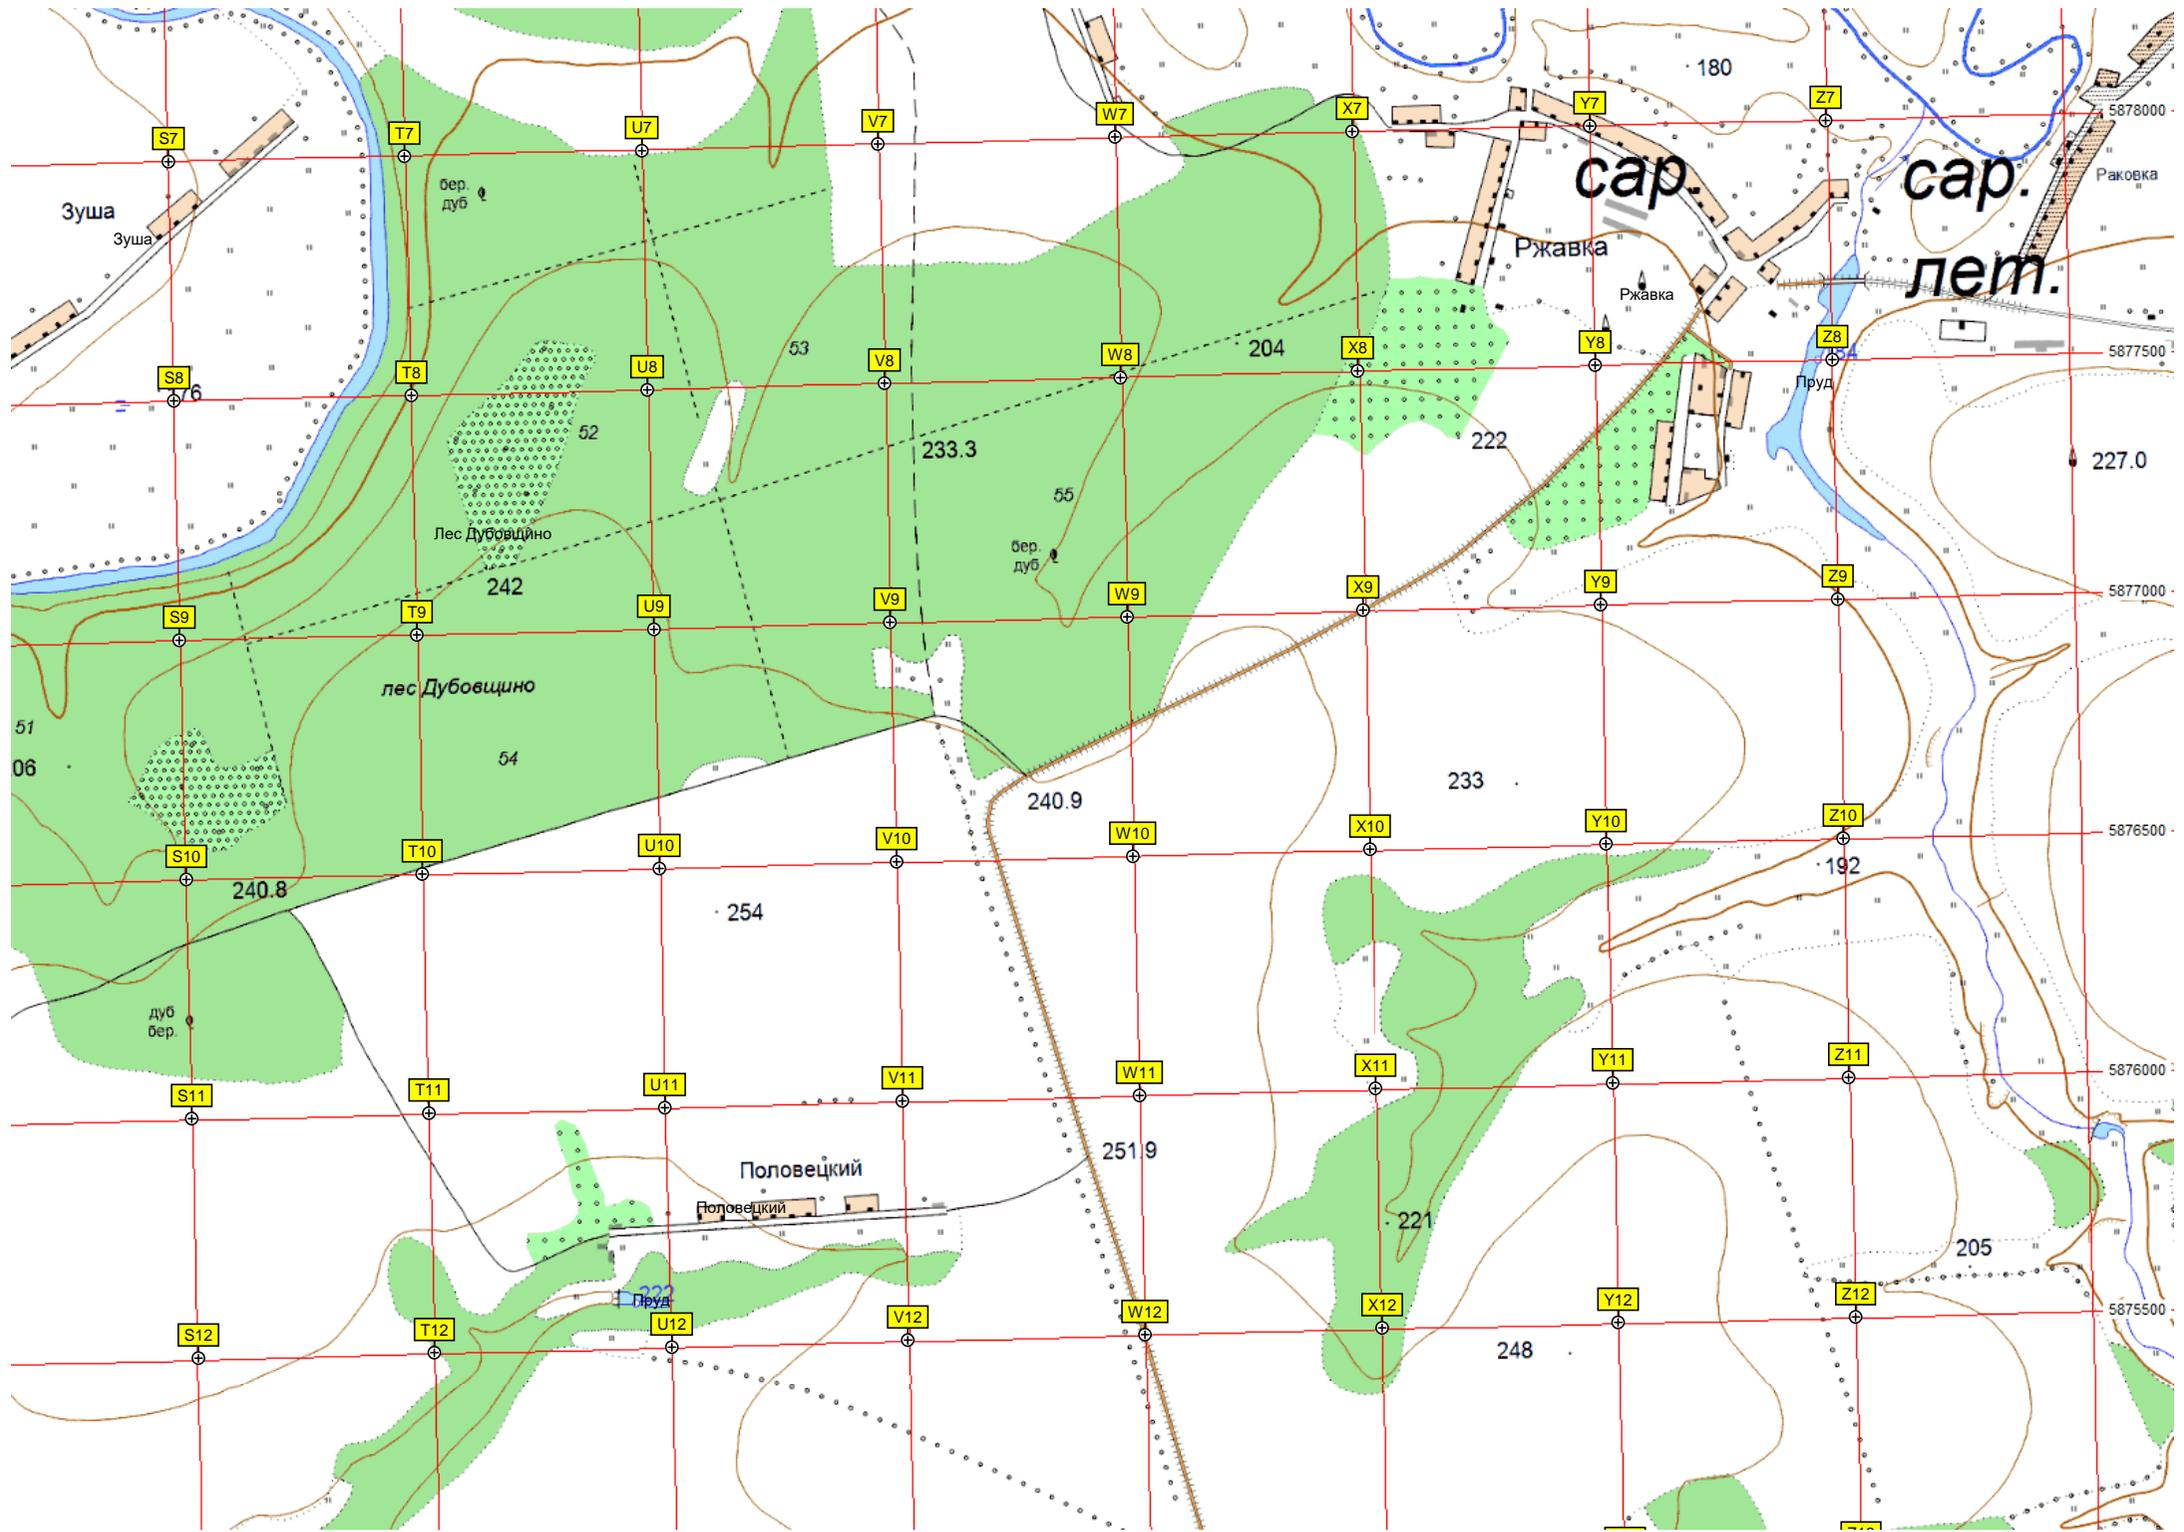 180
Z7
5878000
W7
X7
Y7
V7
U7
T7
S7
сар.
сар.
Раковка
бер.
дуб
Зуша
Зуша
Ржавка
лет.
Ржавка
53
204
X8
Y8
Z8
5877500
Пруд
S8
T8
U8
V8
W8
52
233.3
222
227.0
55
Лес Дубовщино
бер.
дуб
242
S9
T9
U9
V9
W9
X9
Y9
Z9
5877000
лес Дубовщино
51
54
06
240.9
233
S10
T10
U10
V10
W10
X10
Y10
Z10
5876500
240.8
254
192
дуб
бер.
S11
T11
U11
V11
W11
X11
Y11
Z11
5876000
251.9
Половецкий
Половецкий
221
205
222
Пруд
S12
T12
U12
V12
W12
X12
Y12
Z12
5875500
248